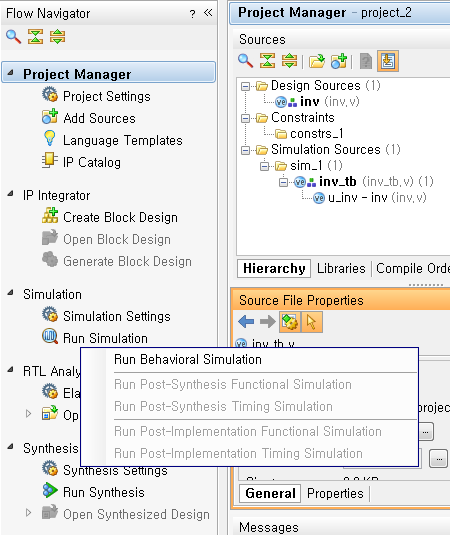 Flow Navigator
? «
Project Manager
Project Settings
Add Sources
Language Templates
IP Catalog
IP Integrator
Create Block Design
Open Block Design
Generate Block Design
Simulation
Simulation Settings
Run Simulation
RTL Analy
Ela
Op
Synthesis
Synthesis Settings
Run Synthesis
Open Synthesized Design
Run Behavioral Simulation
Run Post-Synthesis Functional Simulation
Run Post-Synthesis Timing Simulation
Run Post-Implementation Functional Simulation
Run Post-Implementation Timing Simulation
Project Manager - project_2
Sources
Design Sources (1)
inv (inv.v)
Constraints
constrs_1
Simulation Sources (1)
sim_1 (1)
inv_tb (inv_tb.v) (1)
u_inv - inv (inv.v)
Hierarchy Libraries Compile Orde
Source File Properties
inv_tb.v
projec
...
...
General Properties
Messages